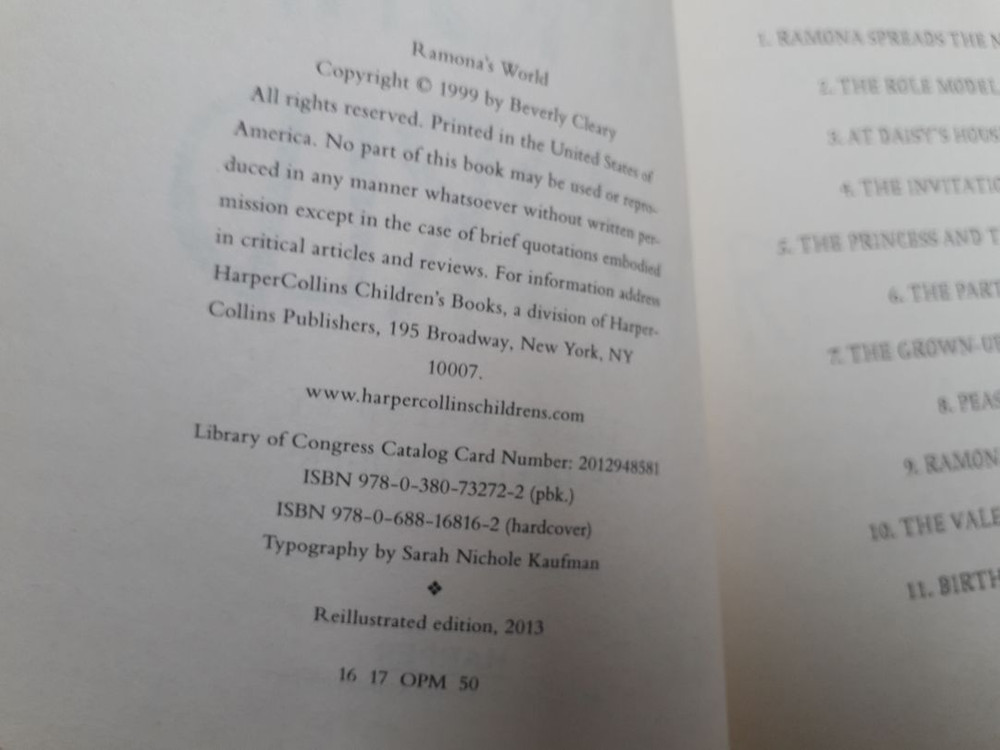 Ramona's World
Copyright © 1999 by Beverly Cleary
All rights reserved. Printed in the United States of
America. No part of this book may be used or repro-
duced in any manner whatsoever without written per-
mission except in the case of brief quotations embodied
in critical articles and reviews. For information address
HarperCollins Children's Books, a division of Harper-
Collins Publishers, 195 Broadway, New York, NY
10007.
www.harpercollinschildrens.com
Library of Congress Catalog Card Number: 2012948581
ISBN 978-0-380-73272-2 (pbk.)
ISBN 978-0-688-16816-2 (hardcover)
Typography by Sarah Nichole Kaufman
❖
Reillustrated edition, 2013
16 17 OPM 50
1. RAMONA SPREADS THE
2. THE ROLE MODEL
3. AT DAISY'S HOUS
4. THE INVITATIO
5. THE PRINCESS AND T
6. THE PART
7. THE GROWN-U
8. PEAS
9. RAMON
10. THE VALE
11. BIRTH